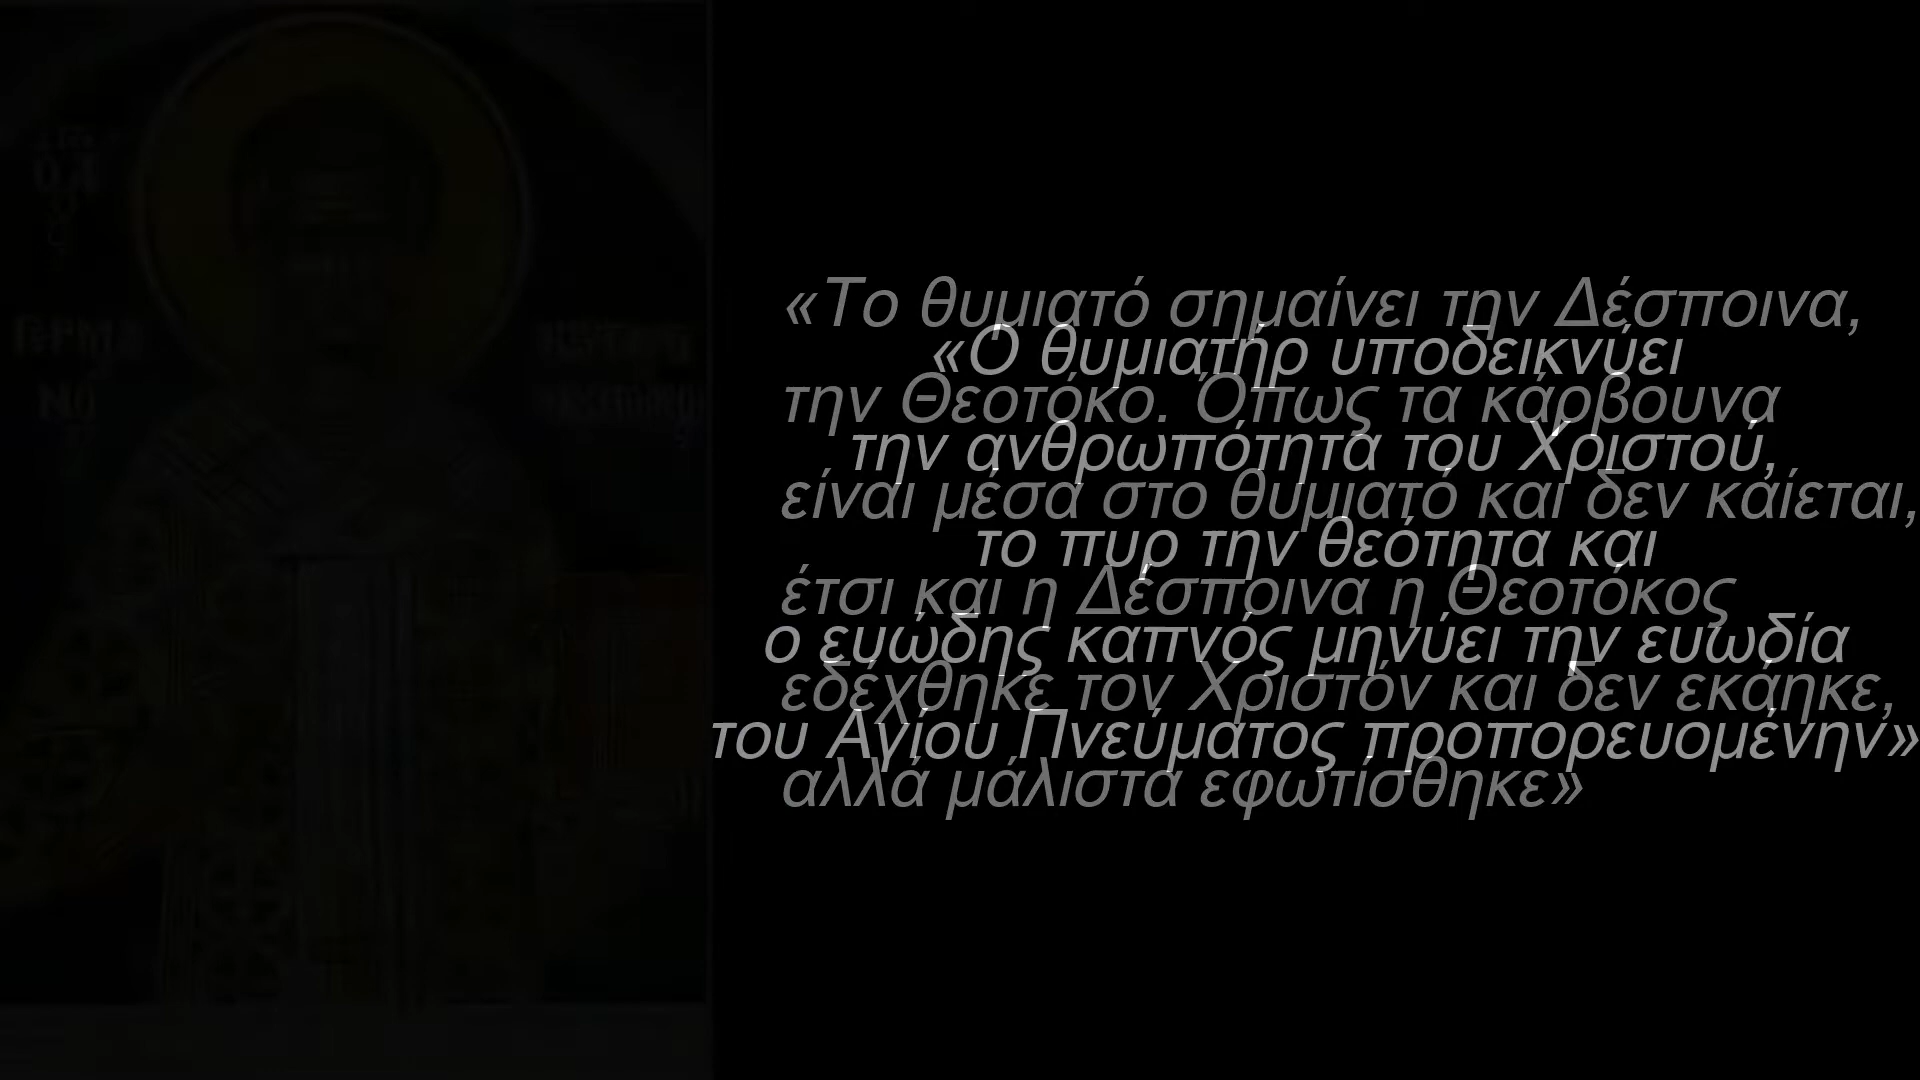 «Το θυμιατό σημαίνει την Δέσποινα,
την Θεοτόκο. Όπως τα κάρβουνα
είναι μέσα στο θυμιατό και δεν καίεται,
έτσι και η Δέσποινα η Θεοτόκος
εδέχθηκε τον Χριστόν και δεν εκάηκε,
αλλά μάλιστα εφωτίσθηκε»
«Ο θυμιατήρ υποδεικνύει
την ανθρωπότητα του Χριστού,
το πυρ την θεότητα και
ο ευώδης καπνός μηνύει την ευωδία
του Αγίου Πνεύματος προπορευομένην»